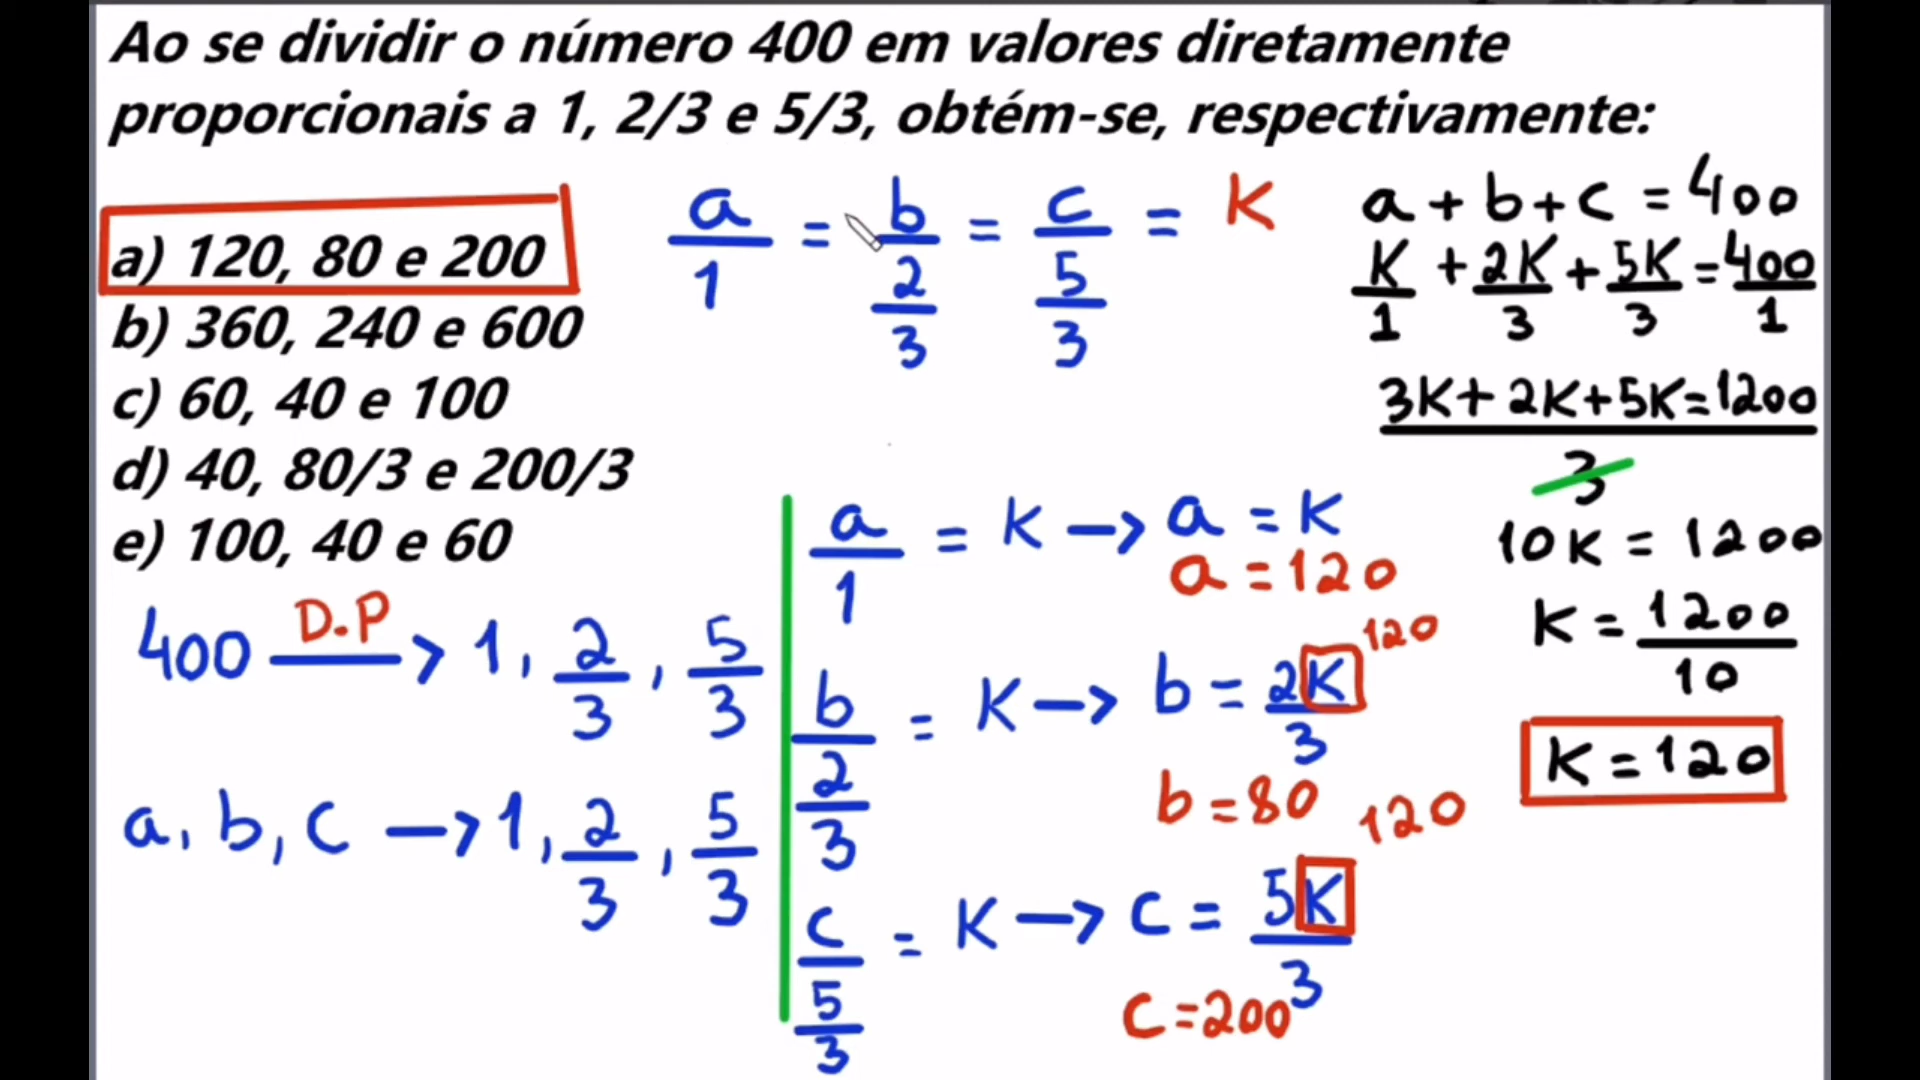 Ao se dividir o número 400 em valores diretamente
proporcionais a 1, 2/3 e 5/3, obtém-se, respectivamente:
a) 120, 80 e 200
b) 360, 240 e 600
c) 60, 40 e 100
d) 40, 80/3 e 200/3
e) 100, 40 e 60
400 D.P → 1, 2/3, 5/3
a, b, c → 1, 2/3, 5/3
a/1 = b/(2/3) = c/(5/3) = K
a/1 = K → a = K
a = 120
b/(2/3) = K → b = 2K/3 120
b = 80
c/(5/3) = K → c = 5K/3 120
c = 200
a + b + c = 400
K/1 + 2K/3 + 5K/3 = 400/1
3K + 2K + 5K = 1200
3
10K = 1200
K = 1200/10
K = 120